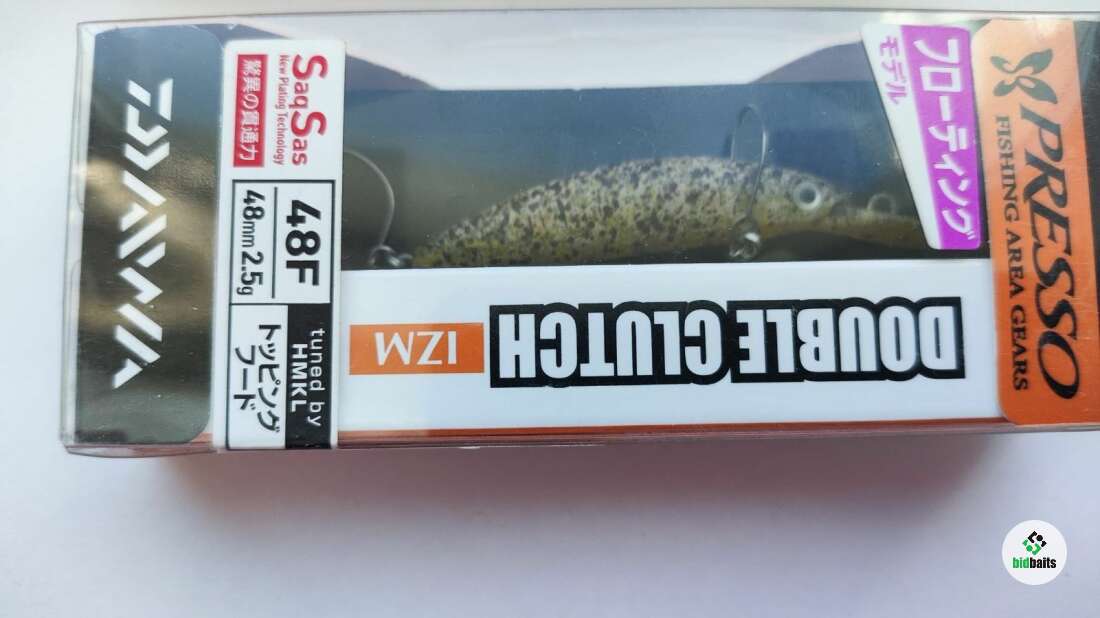 DAIWA
SaqSas
New Plating Technology
驚異の貫通力
48F
48mm 2.5g
tuned by
HMKL
トッピング
フード
DOUBLE CLUTCH
IZM
フローティング
モデル
PRESSO
FISHING AREA GEARS
bidbaits